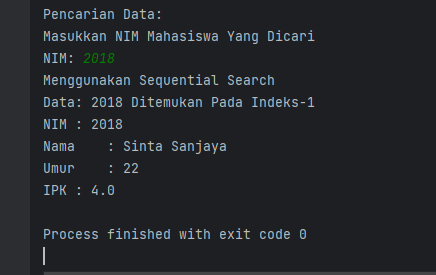 Pencarian Data:
Masukkan NIM Mahasiswa Yang Dicari
NIM: 2018
Menggunakan Sequential Search
Data: 2018 Ditemukan Pada Indeks-1
NIM : 2018
Nama    : Sinta Sanjaya
Umur    : 22
IPK : 4.0

Process finished with exit code 0